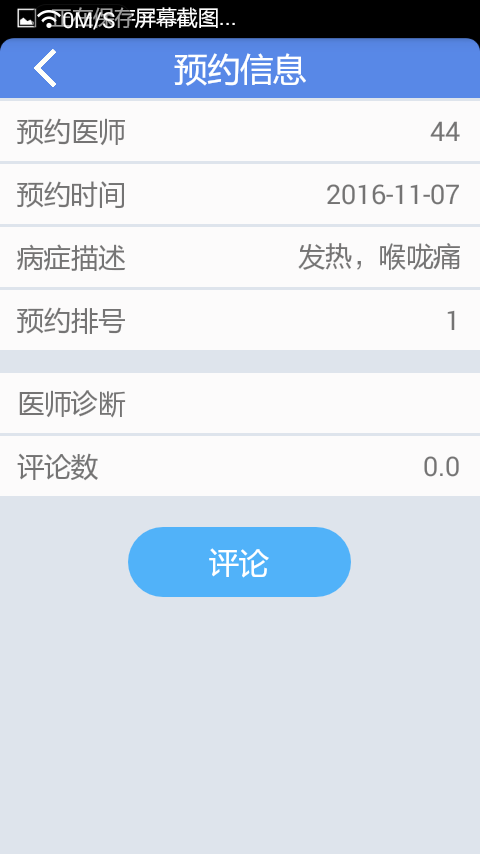 0M/S 屏幕截图...
预约信息
预约医师 44
预约时间 2016-11-07
病症描述 发热，喉咙痛
预约排号 1
医师诊断
评论数 0.0
评论